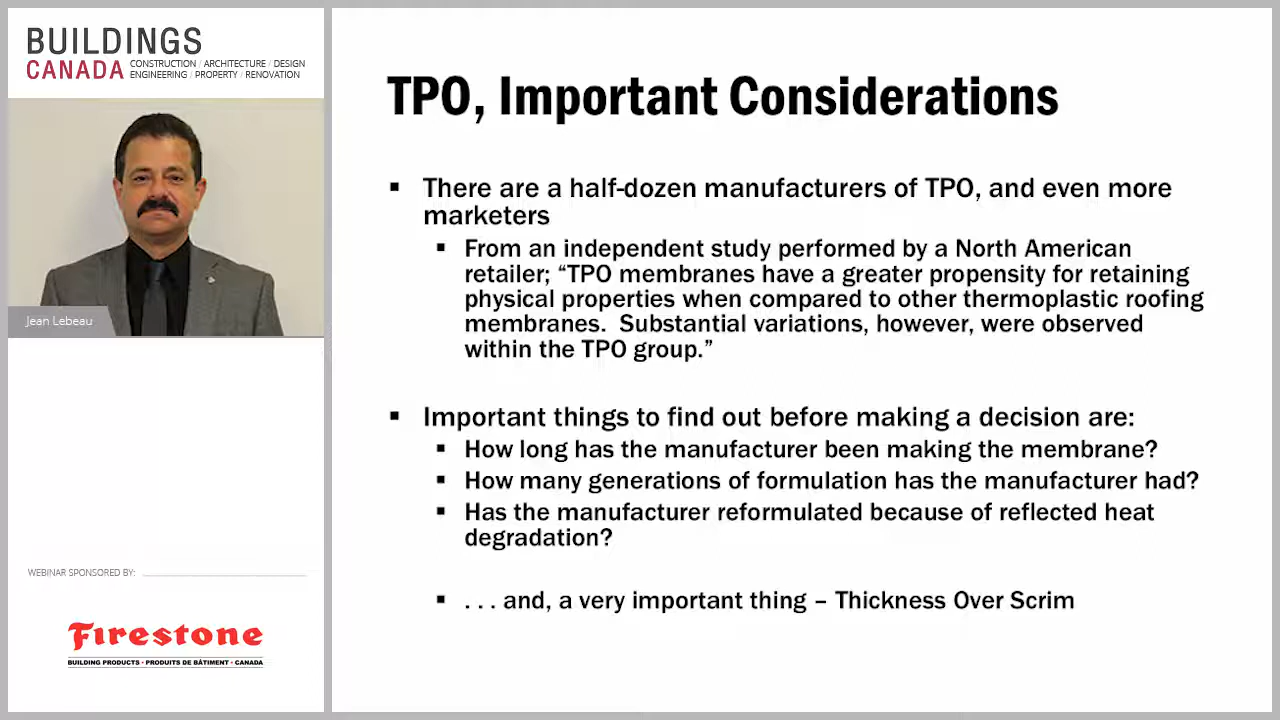 BUILDINGS
CANADA CONSTRUCTION / ARCHITECTURE / DESIGN
ENGINEERING / PROPERTY / RENOVATION
Jean Lebeau
WEBINAR SPONSORED BY:
Firestone
BUILDING PRODUCTS • PRODUITS DE BÂTIMENT • CANADA
TPO, Important Considerations
▪ There are a half-dozen manufacturers of TPO, and even more
marketers
▪ From an independent study performed by a North American
retailer; “TPO membranes have a greater propensity for retaining
physical properties when compared to other thermoplastic roofing
membranes. Substantial variations, however, were observed
within the TPO group.”
▪ Important things to find out before making a decision are:
▪ How long has the manufacturer been making the membrane?
▪ How many generations of formulation has the manufacturer had?
▪ Has the manufacturer reformulated because of reflected heat
degradation?
▪ . . . and, a very important thing – Thickness Over Scrim